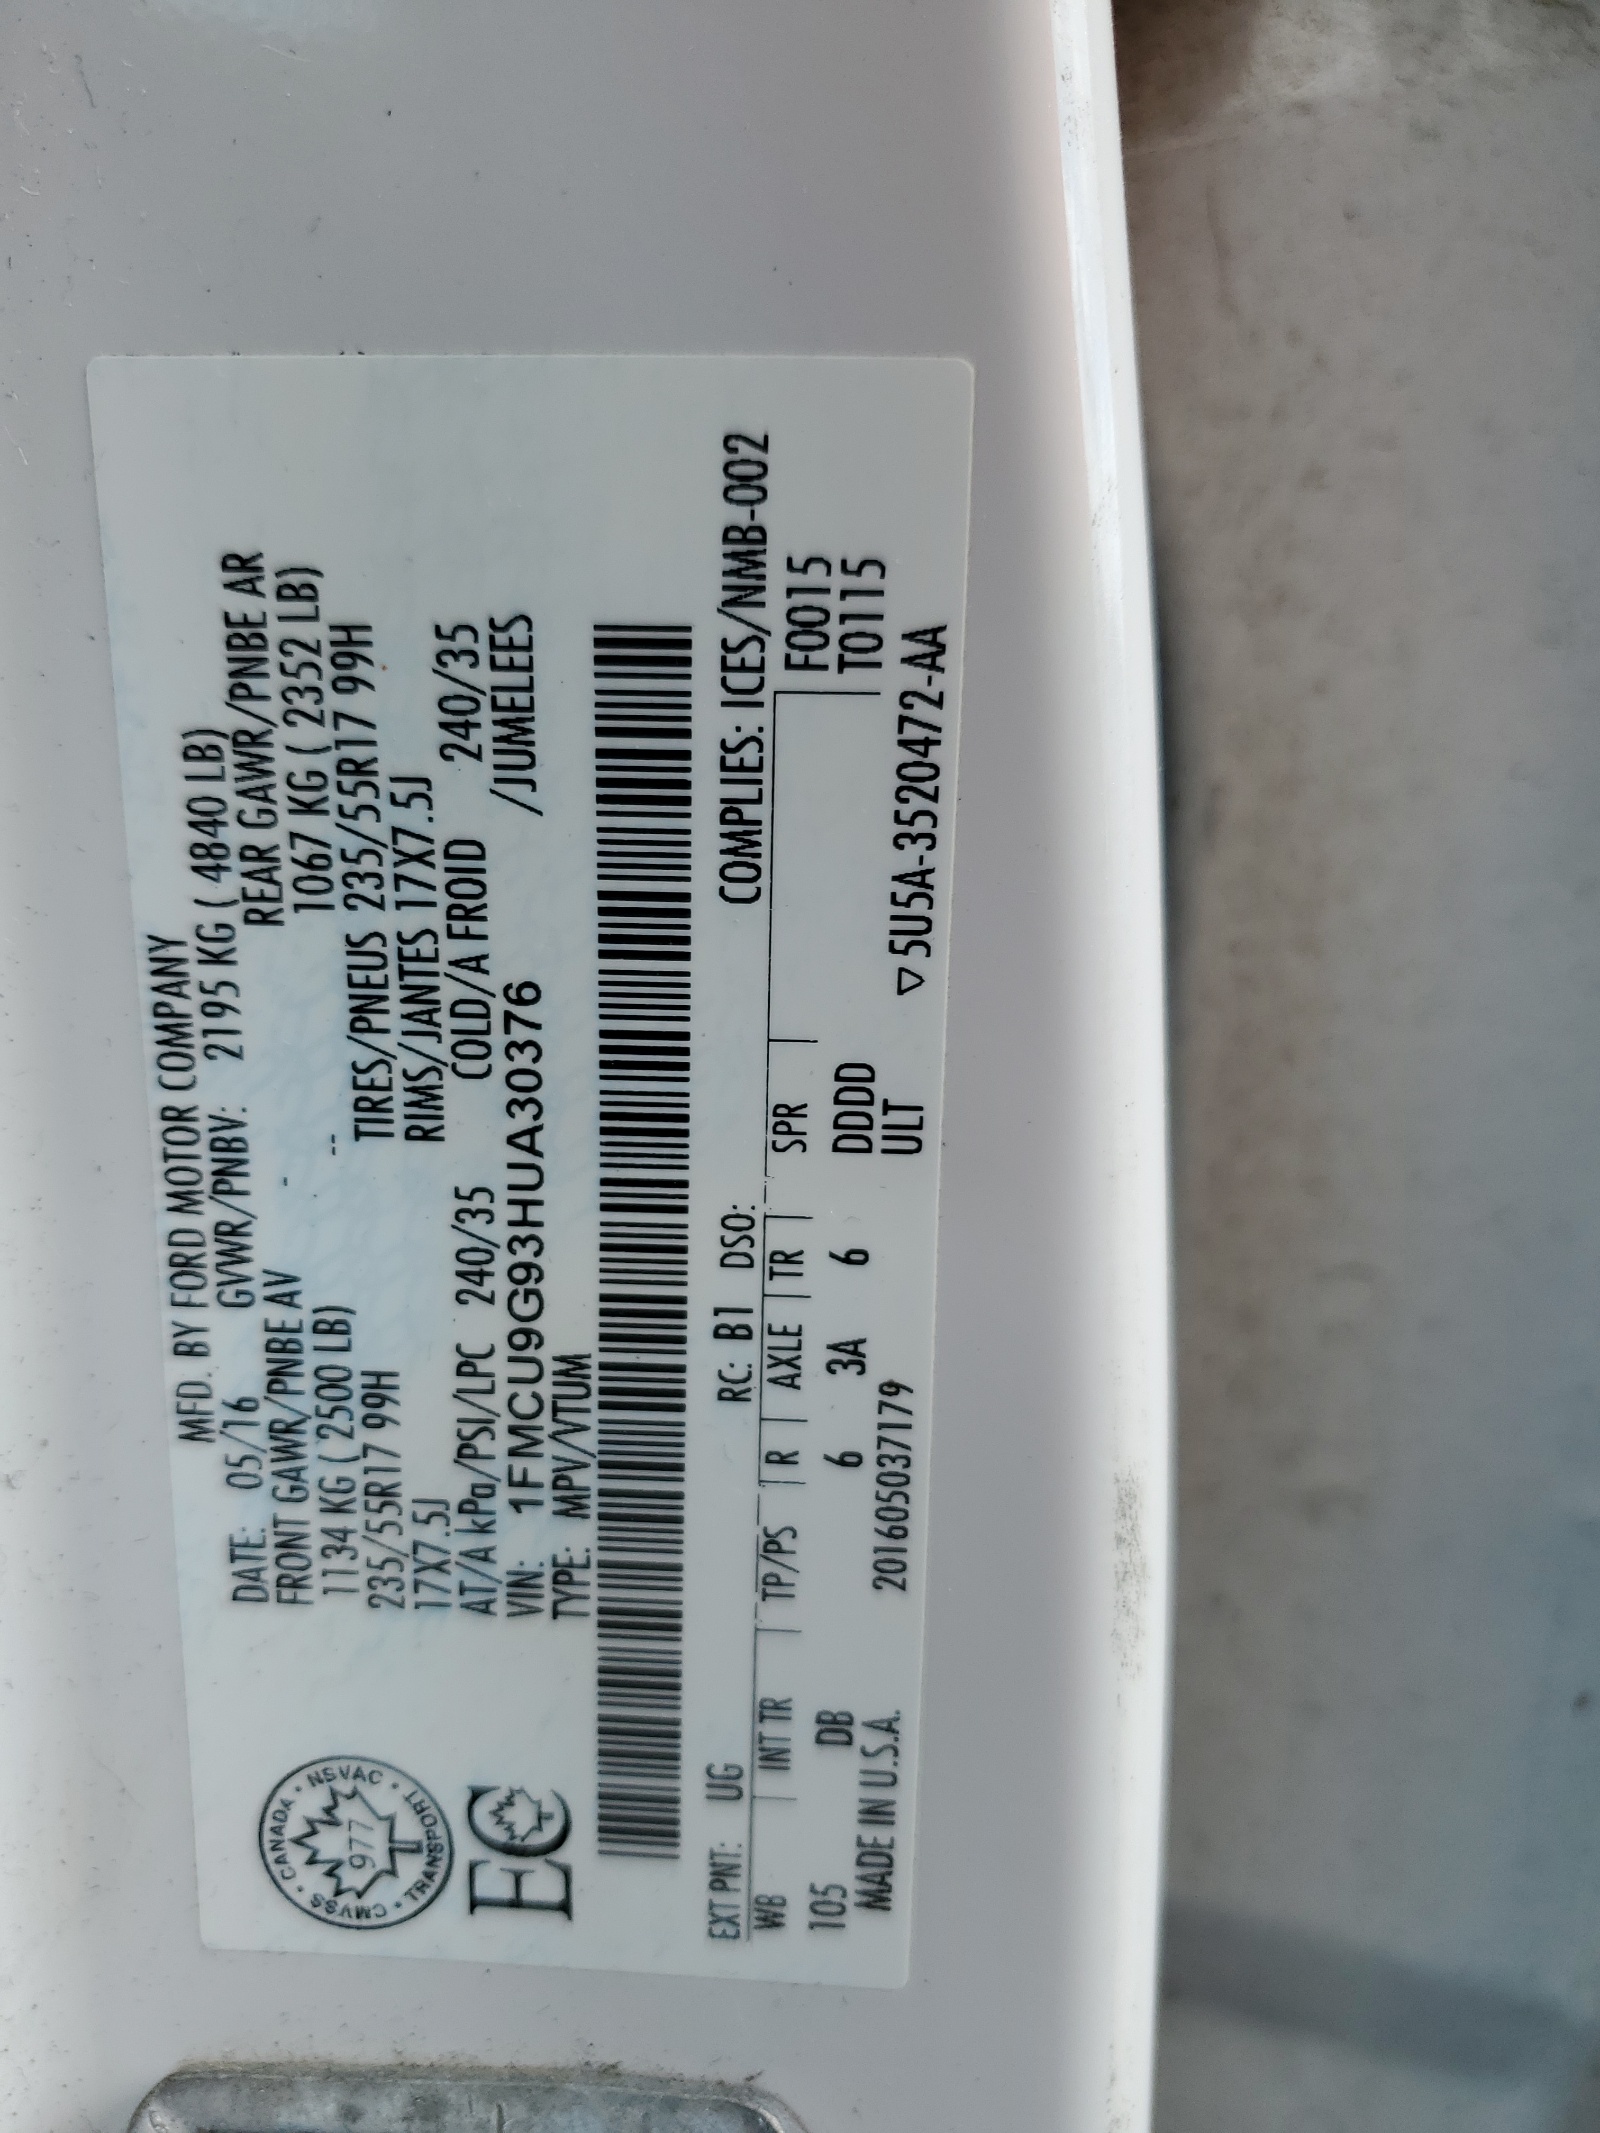 MFD. BY FORD MOTOR COMPANY
DATE: 05/16 GVWR/PNBV: 2195 KG ( 4840 LB)
FRONT GAWR/PNBE AV - REAR GAWR/PNBE AR
1134 KG ( 2500 LB) -- 1067 KG ( 2352 LB)
235/55R17 99H TIRES/PNEUS 235/55R17 99H
17X7.5J RIMS/JANTES 17X7.5J
AT/A kPa/PSI/LPC 240/35 COLD/A FROID 240/35
VIN: 1FMCU9G93HUA30376 /JUMELEES
TYPE: MPV/VTUM
CANADA · NSVAC · TRANSPORT · CMVSS ·
977
EC
EXT PNT: UG RC: B1 DSO: COMPLIES: ICES/NMB-002
WB INT TR TP/PS R AXLE TR SPR F0015
105 DB 6 3A 6 DDDD T0115
MADE IN U.S.A. 201605037179 ULT ▽ 5U5A-3520472-AA